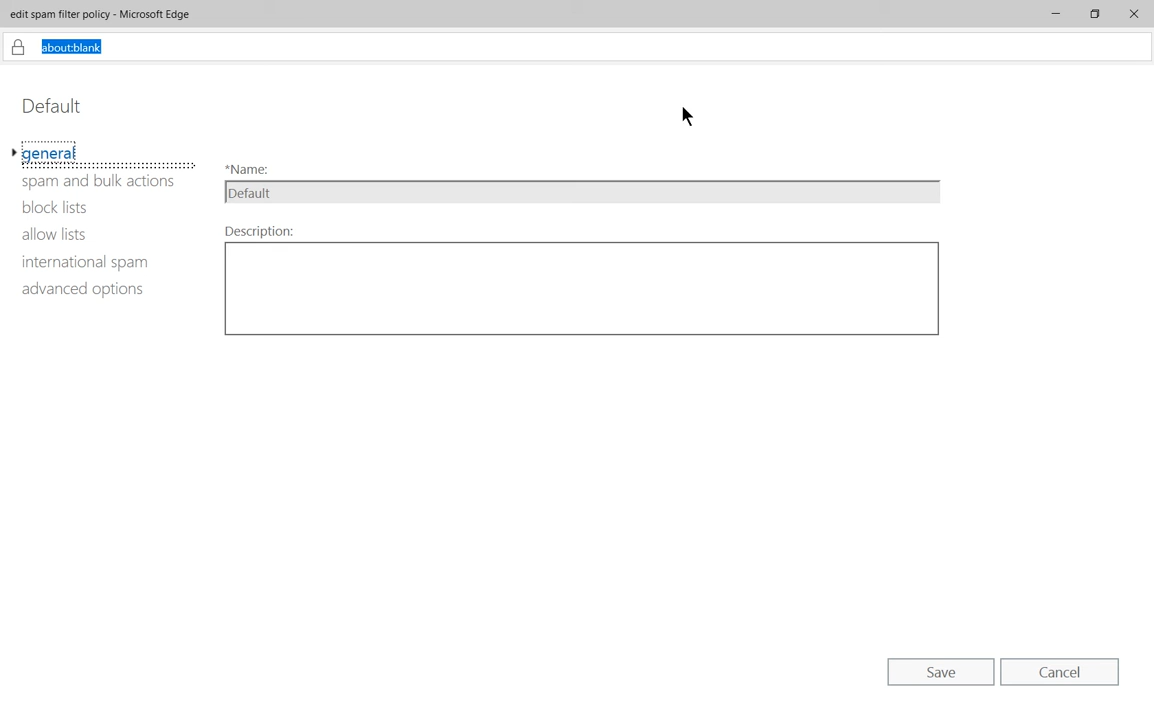 edit spam filter policy - Microsoft Edge
about:blank
Default
general
spam and bulk actions
block lists
allow lists
international spam
advanced options
*Name:
Default
Description:
Save
Cancel